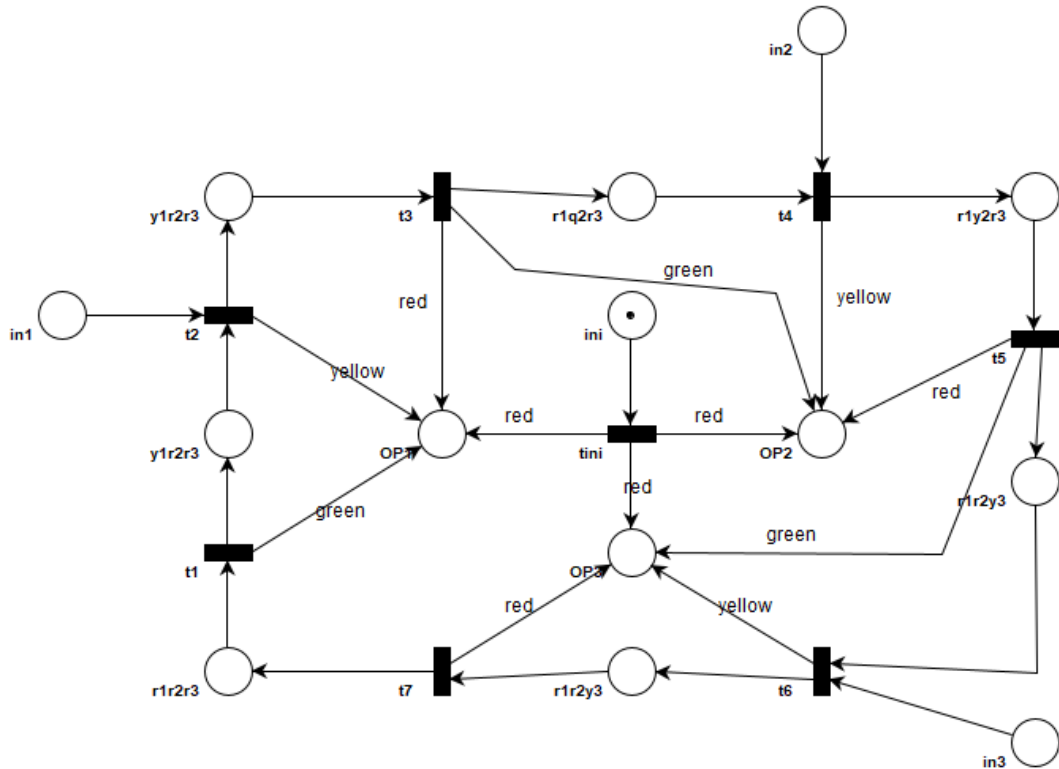 in2
y1r2r3
t3
r1q2r3
t4
r1y2r3
green
red
yellow
in1
t2
ini
t5
yellow
red
red
red
y1r2r3
OP1
tini
OP2
red
r1r2y3
green
green
t1
OP3
red
yellow
r1r2r3
t7
r1r2y3
t6
in3